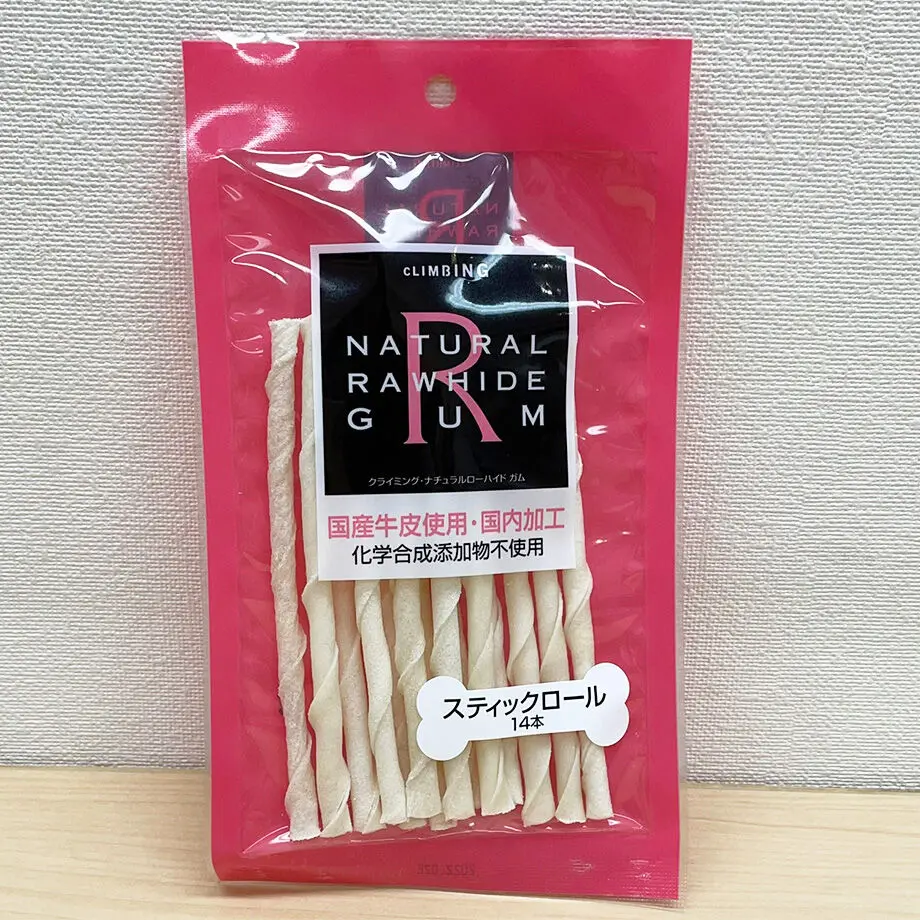 CLIMBING
NATURAL
RAWHIDE
GUM
R
クライミング・ナチュラルローハイド ガム
国産牛皮使用・国内加工
化学合成添加物不使用
スティックロール
14本